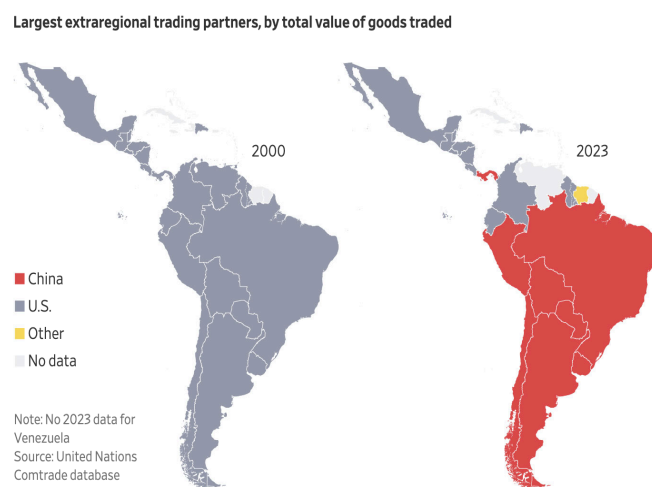 Largest extraregional trading partners, by total value of goods traded
2000
2023
China
U.S.
Other
No data
Note: No 2023 data for
Venezuela
Source: United Nations
Comtrade database